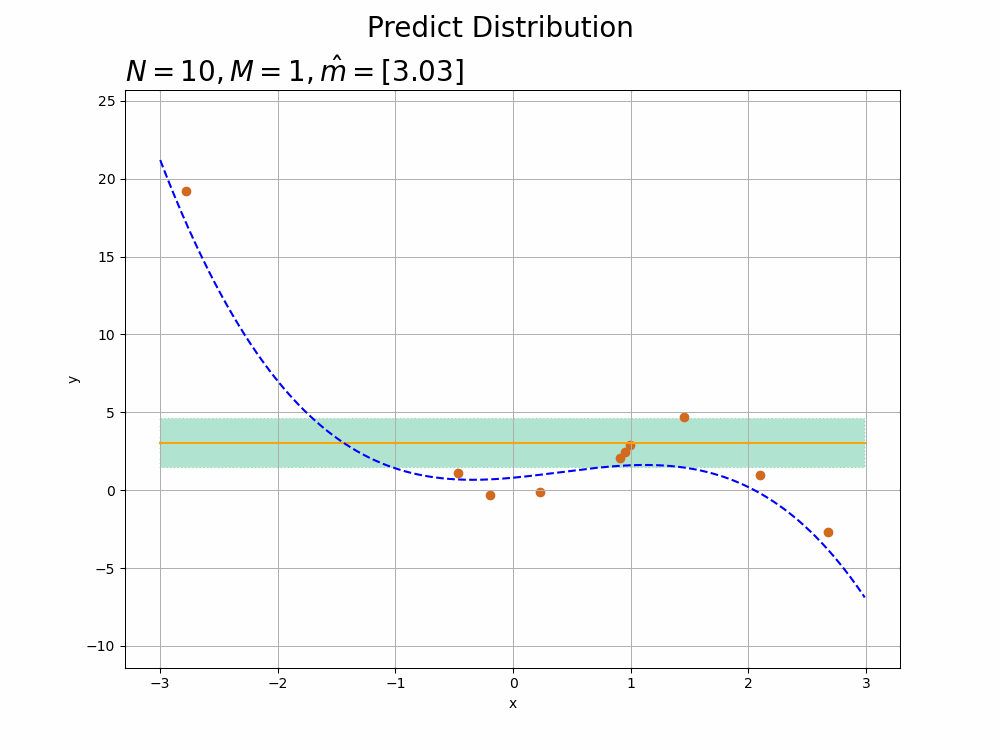 Predict Distribution
N = 10, M = 1, m̂ = [3.03]
25
20
15
10
5
0
−5
−10
y
−3 −2 −1 0 1 2 3
x